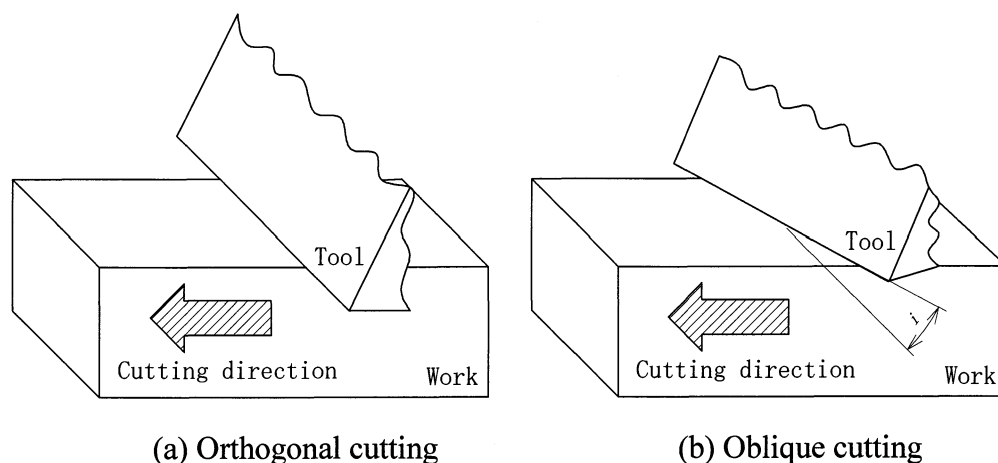 Tool
Cutting direction
Work
(a) Orthogonal cutting
Tool
i
Cutting direction
Work
(b) Oblique cutting